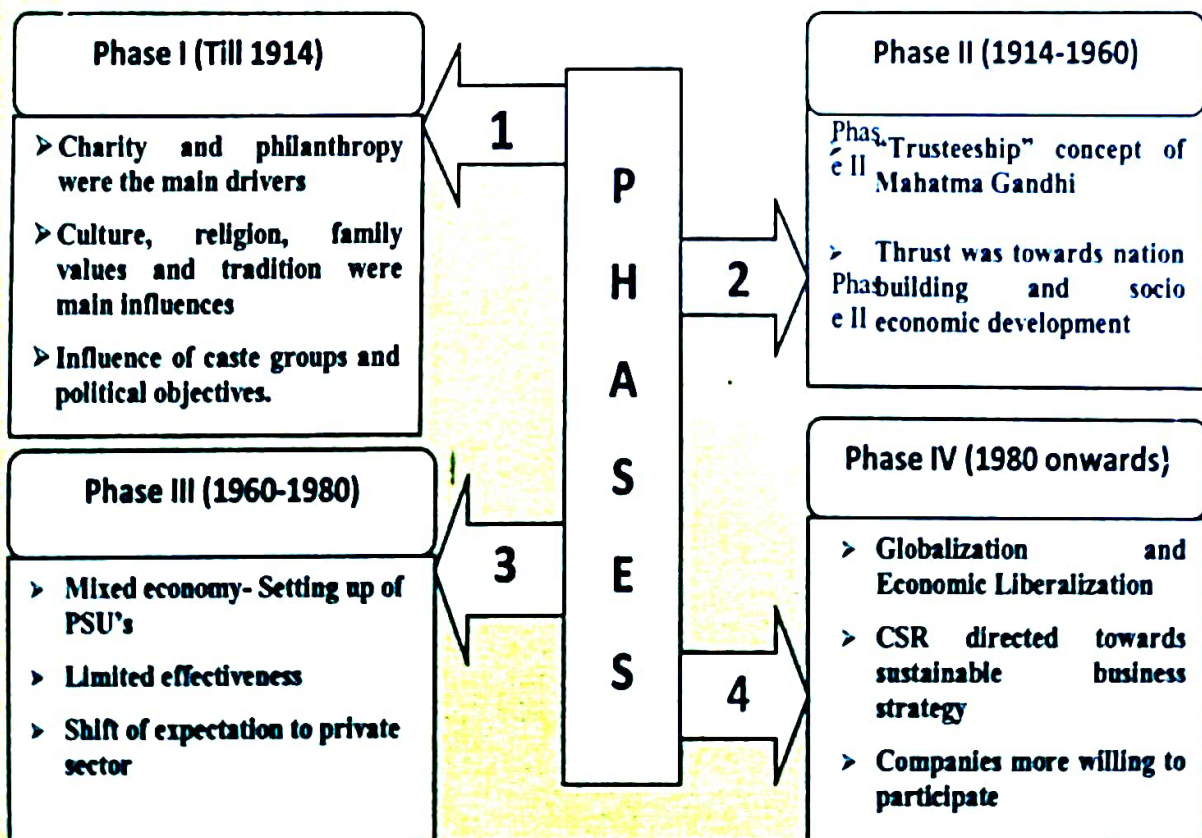 Phase I (Till 1914)
➢ Charity and philanthropy
were the main drivers
➢ Culture, religion, family
values and tradition were
main influences
➢ Influence of caste groups and
political objectives.
1
P
H
A
S
E
S
Phase II (1914-1960)
Phas
e II
"Trusteeship" concept of
Mahatma Gandhi
➢ Thrust was towards nation
Phas
e II
building and socio
economic development
2
Phase III (1960-1980)
➢ Mixed economy- Setting up of
PSU's
➢ Limited effectiveness
➢ Shift of expectation to private
sector
3
Phase IV (1980 onwards)
➢ Globalization and
Economic Liberalization
➢ CSR directed towards
sustainable business
strategy
➢ Companies more willing to
participate
4